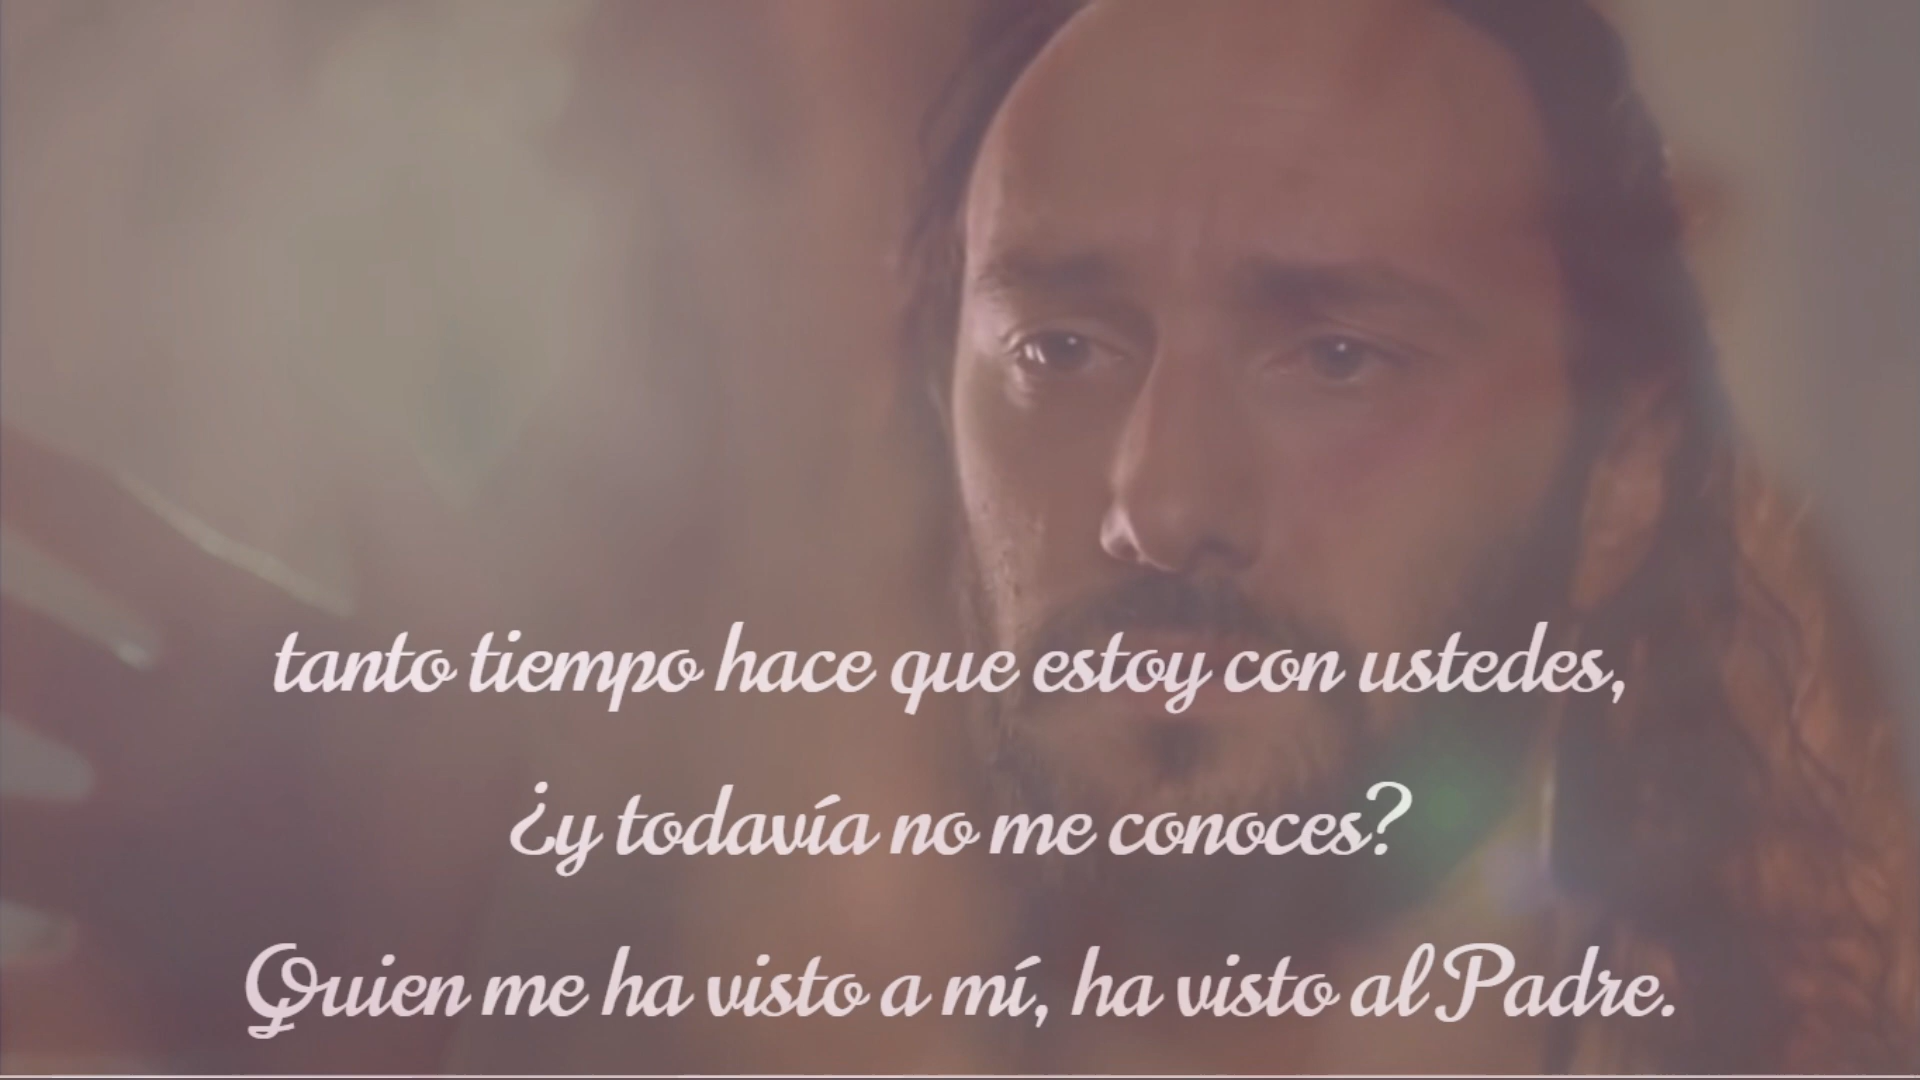 tanto tiempo hace que estoy con ustedes,
¿y todavía no me conoces?
Quien me ha visto a mí, ha visto al Padre.